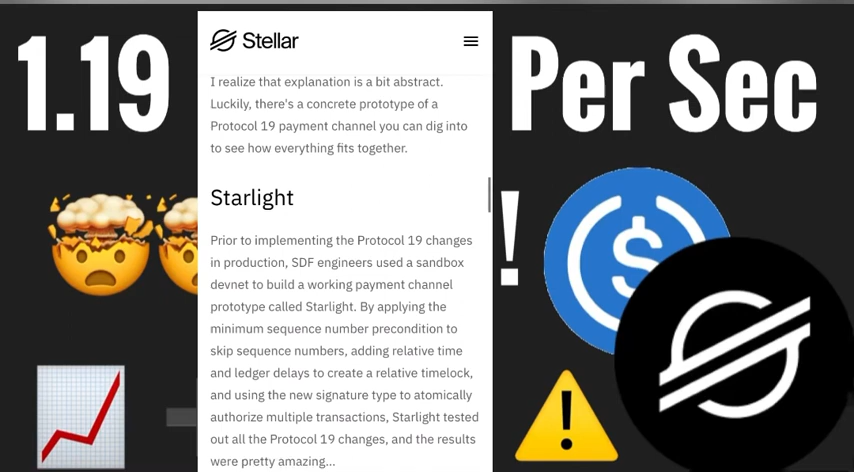 1.19
Per Sec
!
Stellar
I realize that explanation is a bit abstract.
Luckily, there's a concrete prototype of a
Protocol 19 payment channel you can dig into
to see how everything fits together.
Starlight
Prior to implementing the Protocol 19 changes
in production, SDF engineers used a sandbox
devnet to build a working payment channel
prototype called Starlight. By applying the
minimum sequence number precondition to
skip sequence numbers, adding relative time
and ledger delays to create a relative timelock,
and using the new signature type to atomically
authorize multiple transactions, Starlight tested
out all the Protocol 19 changes, and the results
were pretty amazing...